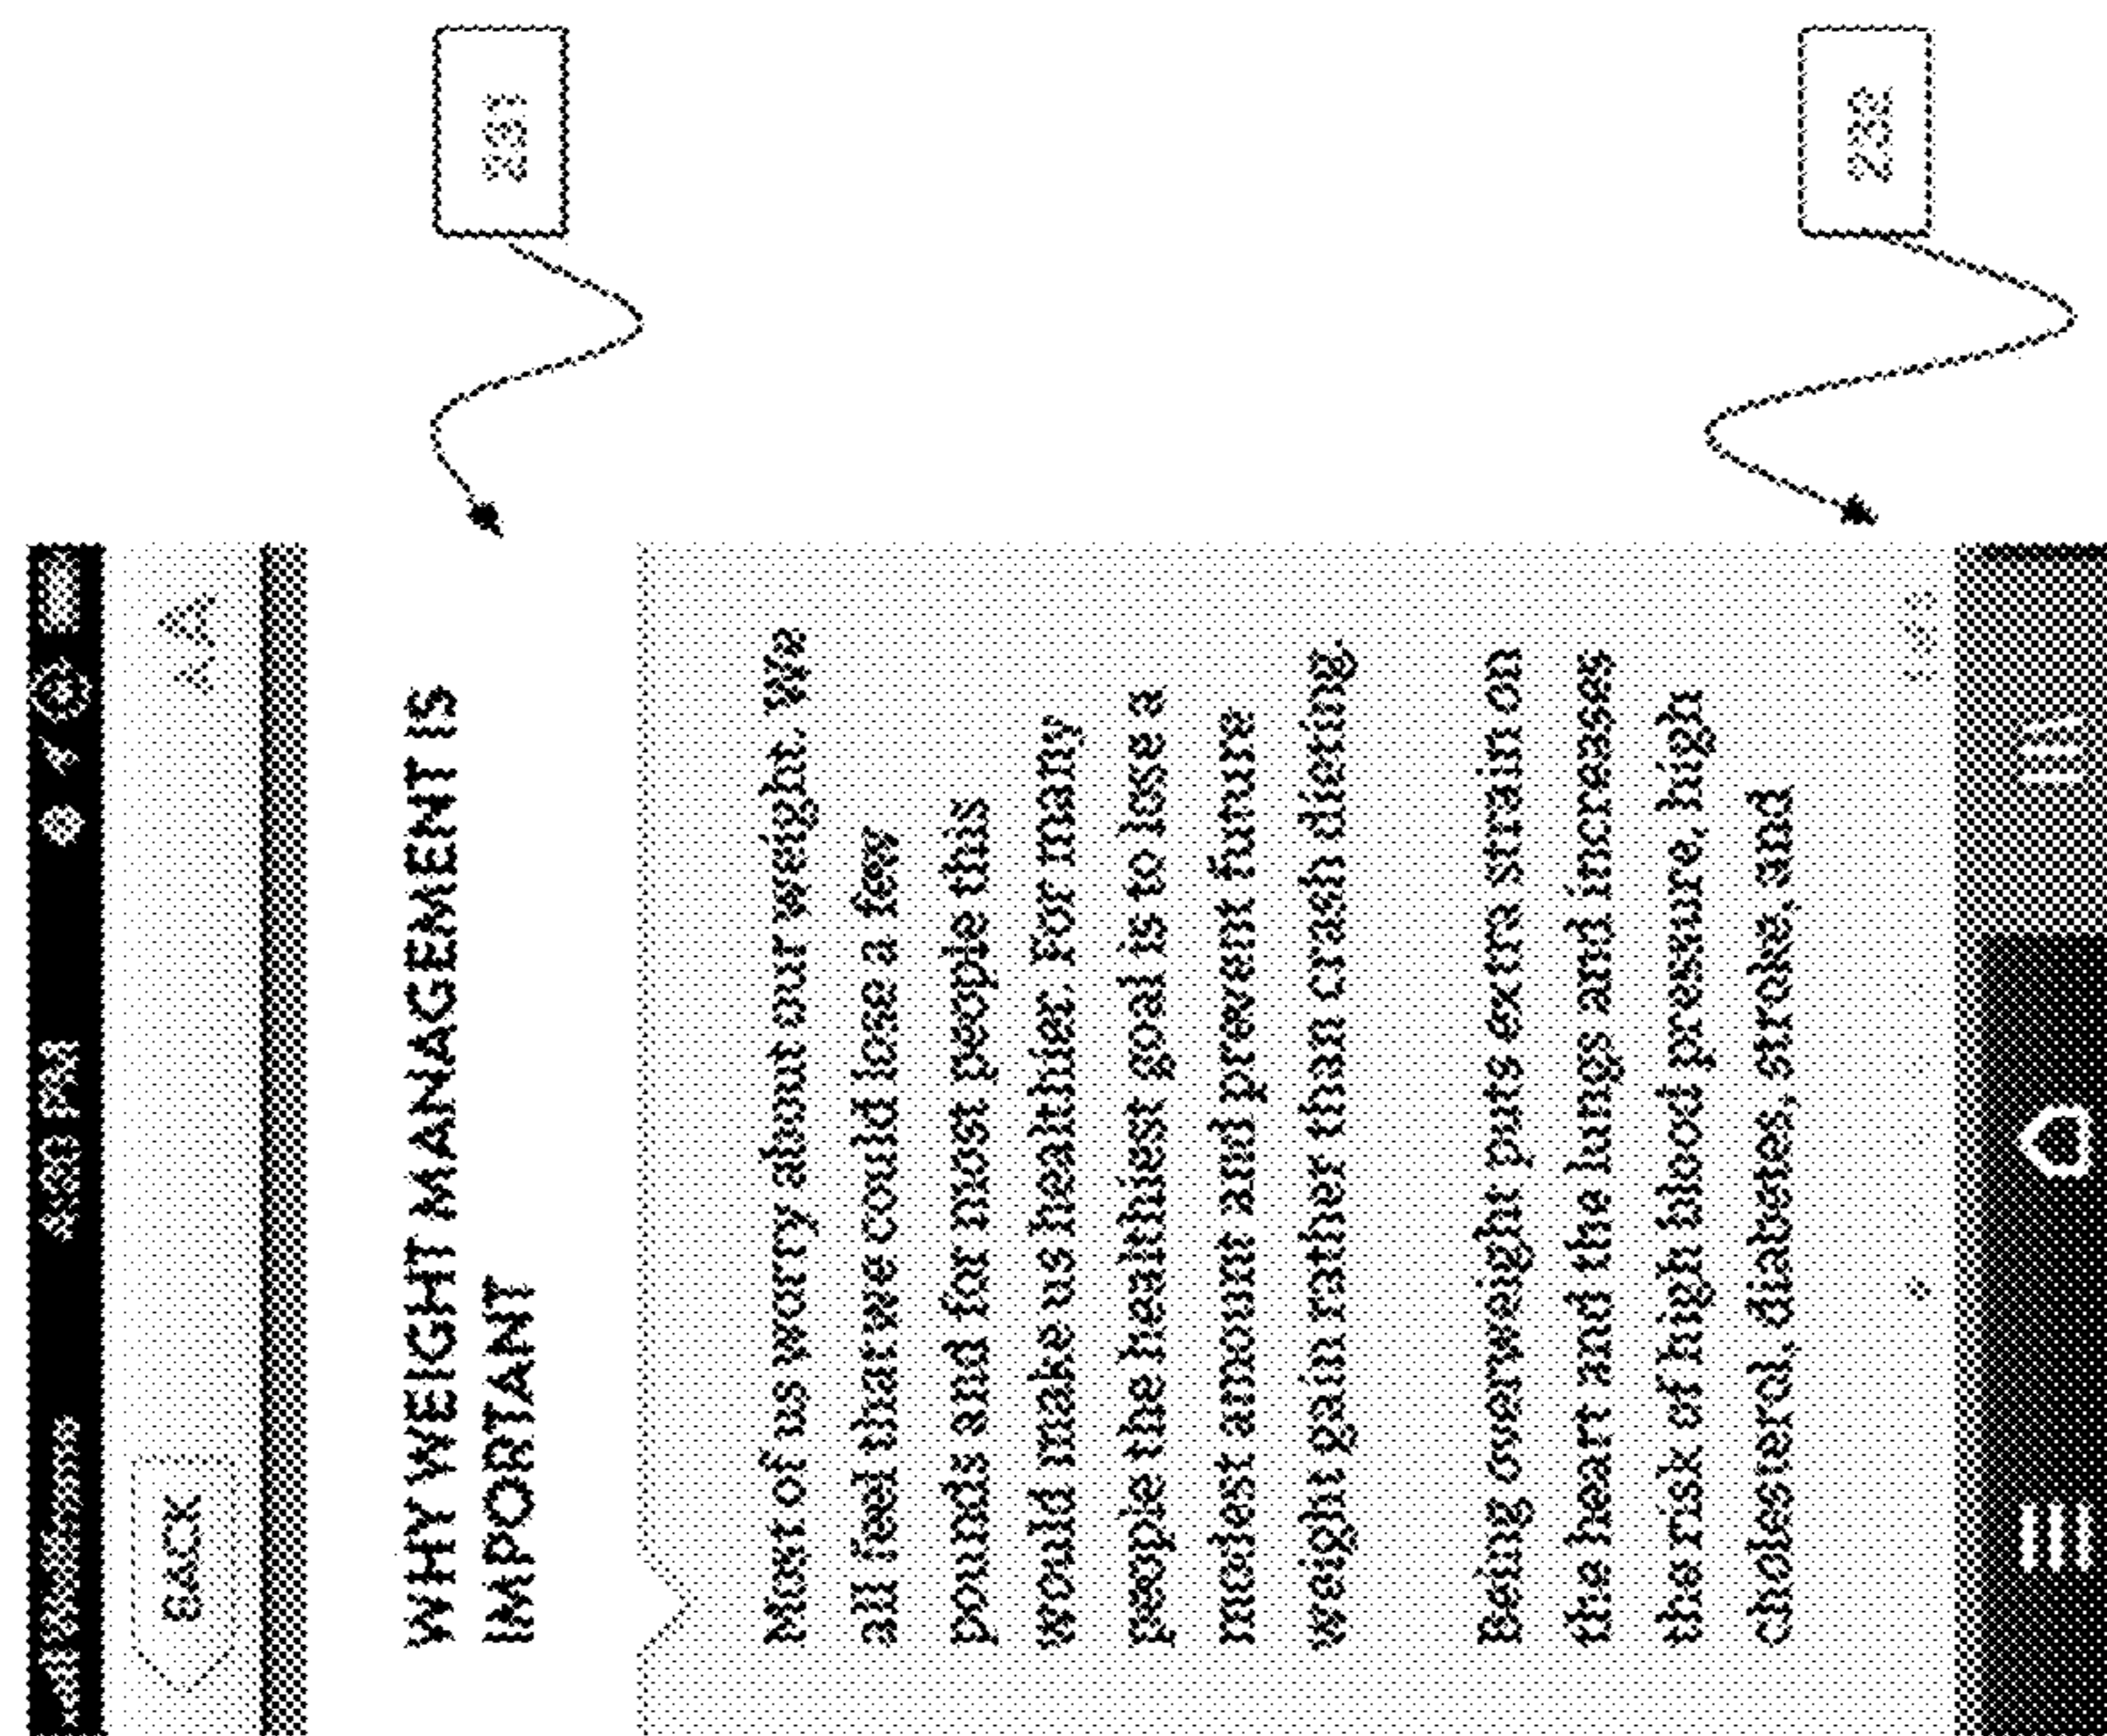 PM
BACK
AA
WHY WEIGHT MANAGEMENT IS
IMPORTANT
231
Most of us worry about our weight. We
all feel that we could lose a few
pounds and for most people this
would make us healthier. For many
people the healthiest goal is to lose a
modest amount and prevent future
weight gain rather than crash dieting.
Being overweight puts extra strain on
the heart and the lungs and increases
the risk of high blood pressure, high
cholesterol, diabetes, stroke, and
232